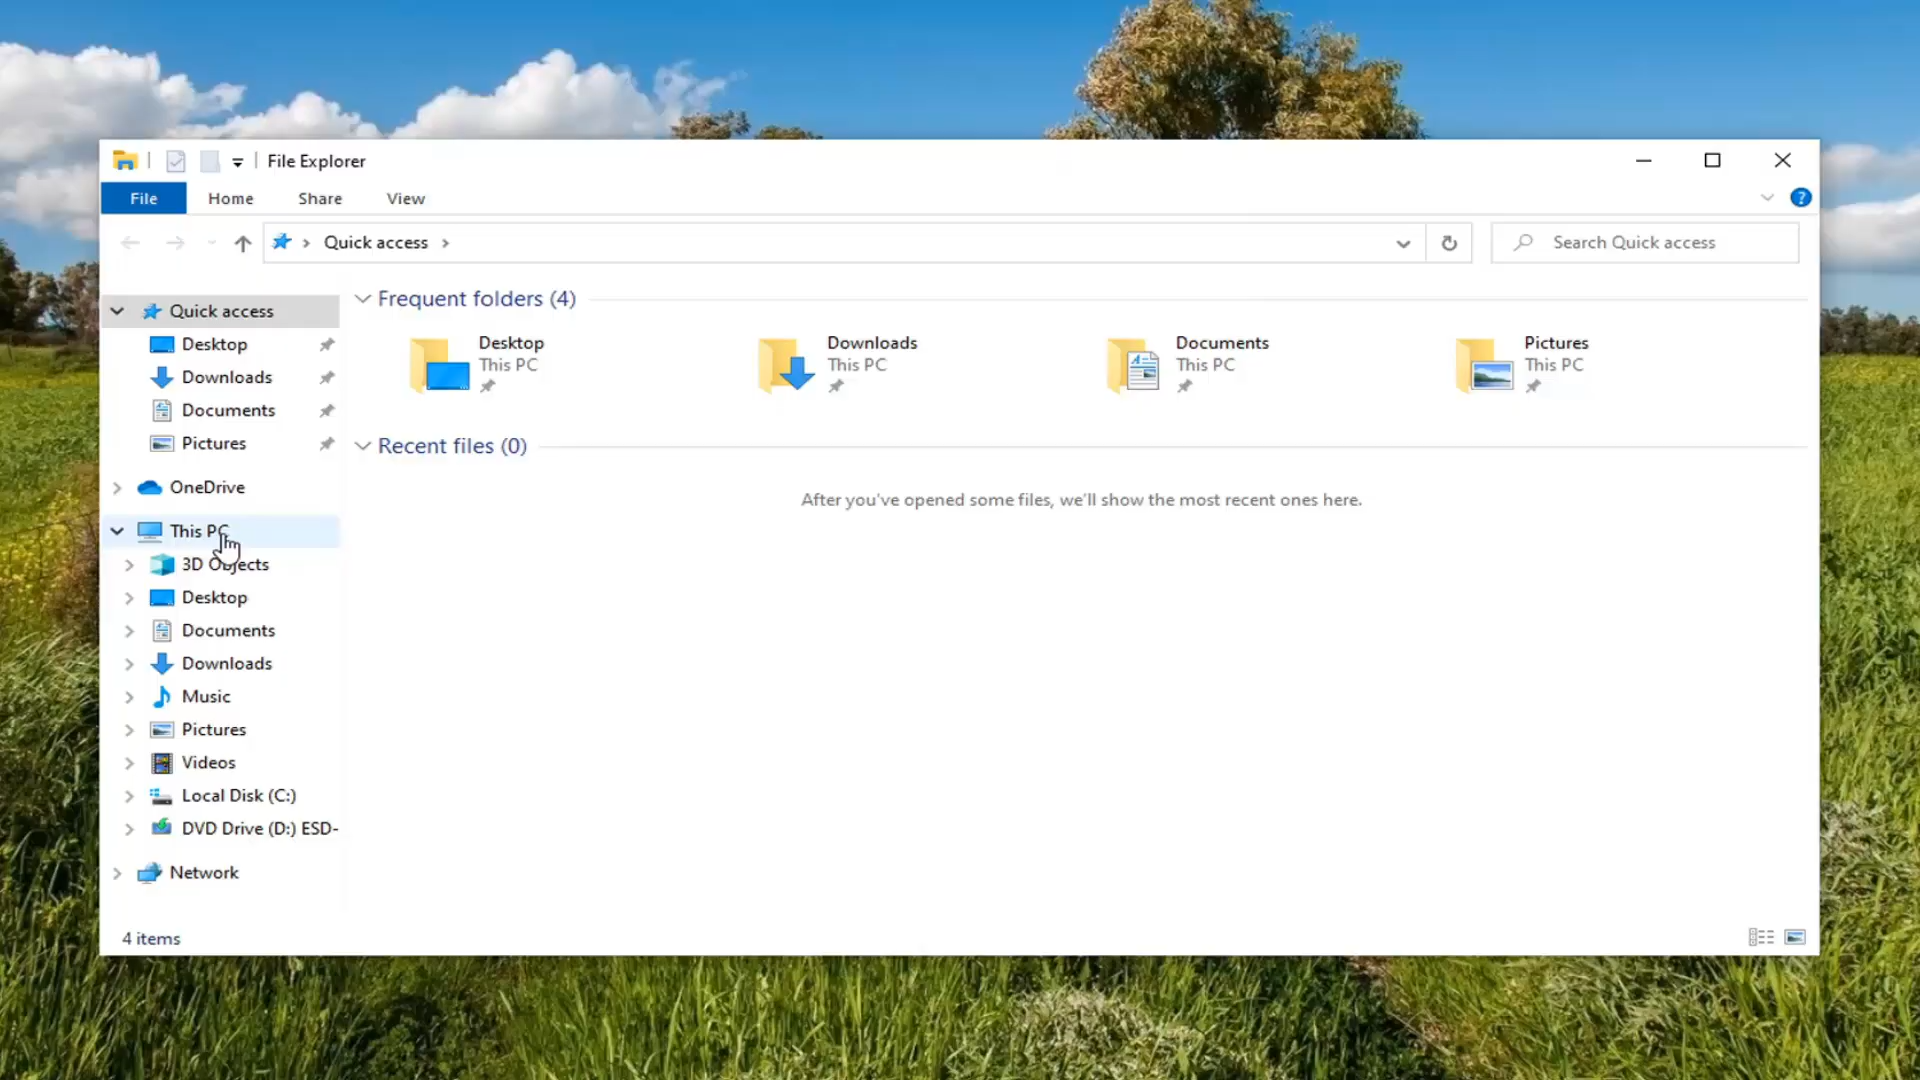 File Explorer
File Home Share View
Quick access
Search Quick access
Quick access
Desktop
Downloads
Documents
Pictures
OneDrive
This PC
3D Objects
Desktop
Documents
Downloads
Music
Pictures
Videos
Local Disk (C:)
DVD Drive (D:) ESD-
Network
Frequent folders (4)
Desktop
This PC
Downloads
This PC
Documents
This PC
Pictures
This PC
Recent files (0)
After you've opened some files, we'll show the most recent ones here.
4 items